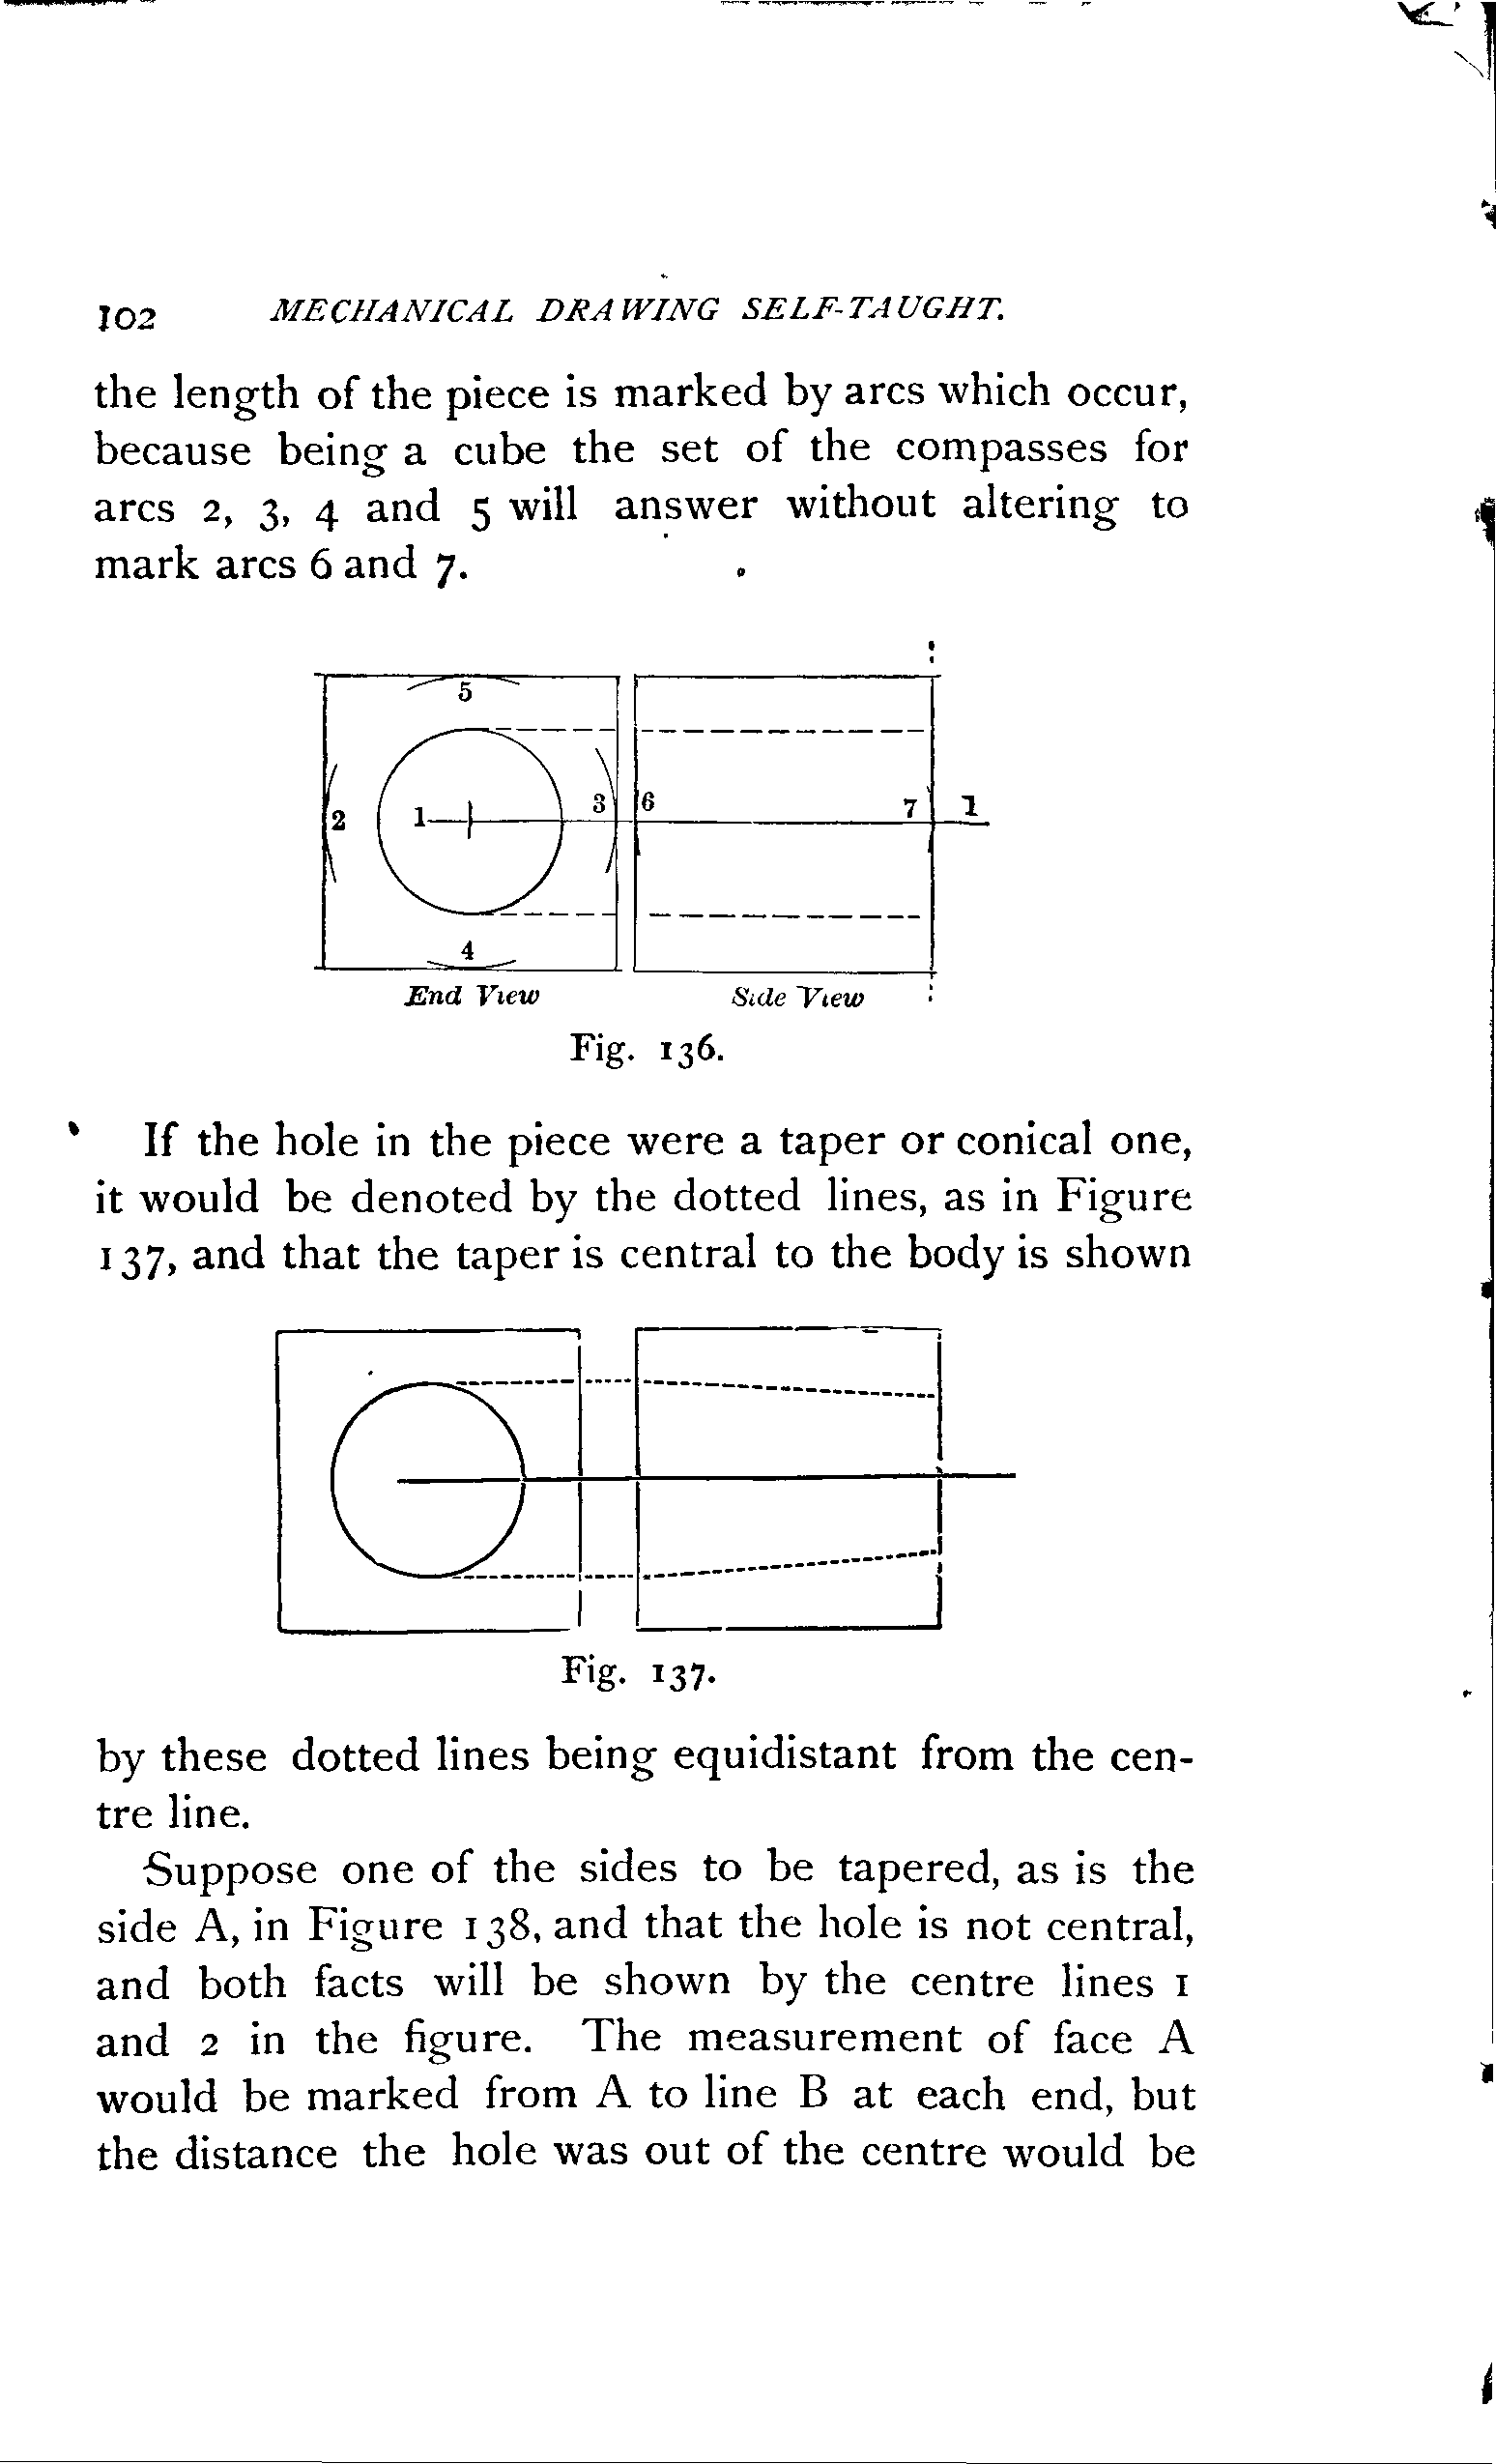 102 MECHANICAL DRAWING SELF-TAUGHT.
the length of the piece is marked by arcs which occur,
because being a cube the set of the compasses for
arcs 2, 3, 4 and 5 will answer without altering to
mark arcs 6 and 7.
5
2 1 3 6 7 1
4
End View Side View
Fig. 136.
If the hole in the piece were a taper or conical one,
it would be denoted by the dotted lines, as in Figure
137, and that the taper is central to the body is shown
Fig. 137.
by these dotted lines being equidistant from the cen-
tre line.
Suppose one of the sides to be tapered, as is the
side A, in Figure 138, and that the hole is not central,
and both facts will be shown by the centre lines 1
and 2 in the figure. The measurement of face A
would be marked from A to line B at each end, but
the distance the hole was out of the centre would be